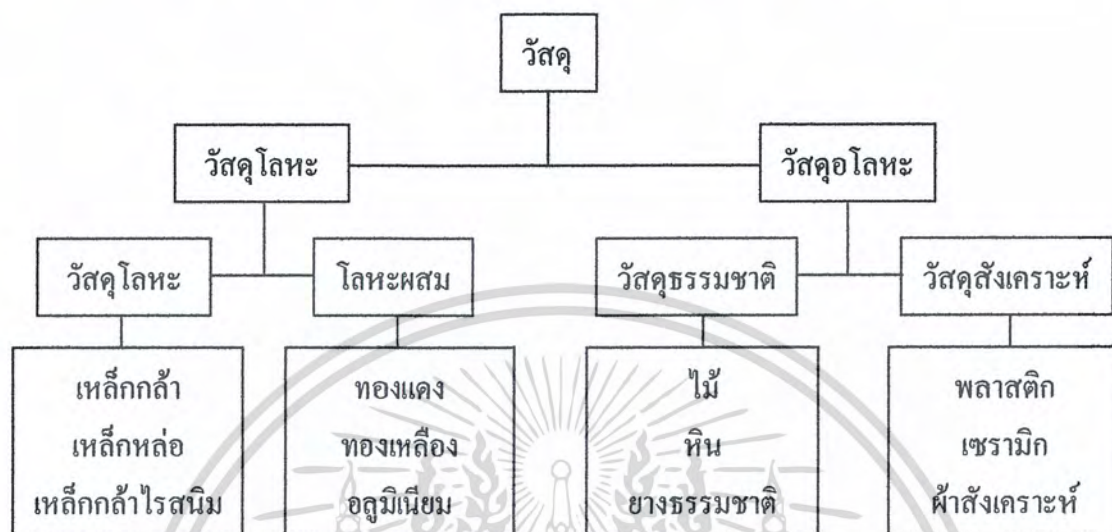 วัสดุ
วัสดุโลหะ
วัสดุอโลหะ
วัสดุโลหะ
โลหะผสม
วัสดุธรรมชาติ
วัสดุสังเคราะห์
เหล็กกล้า
เหล็กหล่อ
เหล็กกล้าไรสนิม
ทองแดง
ทองเหลือง
อลูมิเนียม
ไม้
หิน
ยางธรรมชาติ
พลาสติก
เซรามิก
ผ้าสังเคราะห์